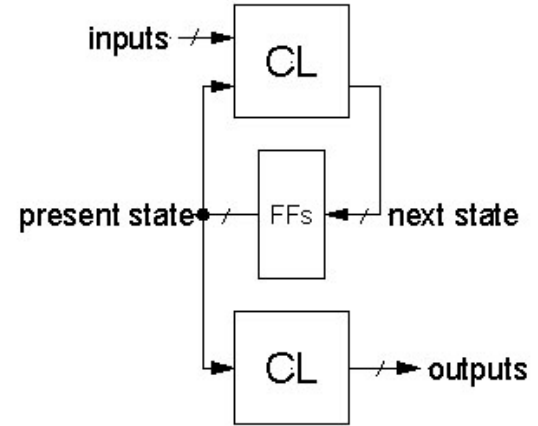 inputs
CL
present state
FFs
next state
CL
outputs